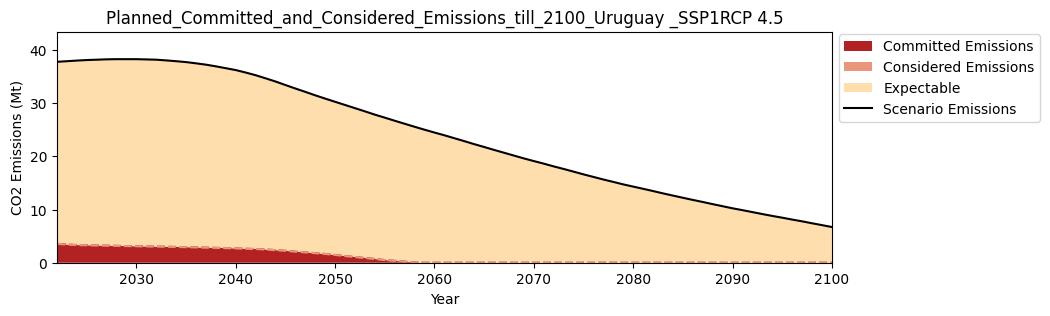 Planned_Committed_and_Considered_Emissions_till_2100_Uruguay _SSP1RCP 4.5
Committed Emissions
Considered Emissions
Expectable
Scenario Emissions
CO2 Emissions (Mt)
40
30
20
10
0
2030 2040 2050 2060 2070 2080 2090 2100
Year